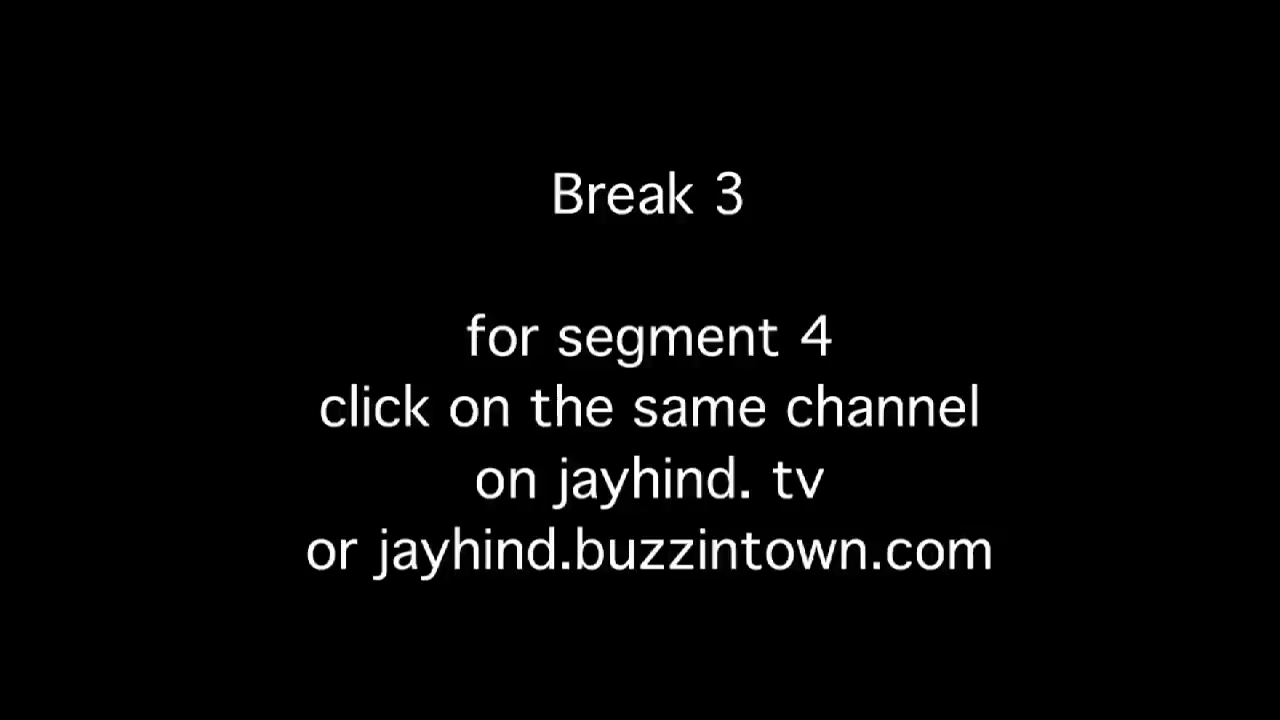 Break 3
for segment 4
click on the same channel
on jayhind. tv
or jayhind.buzzintown.com